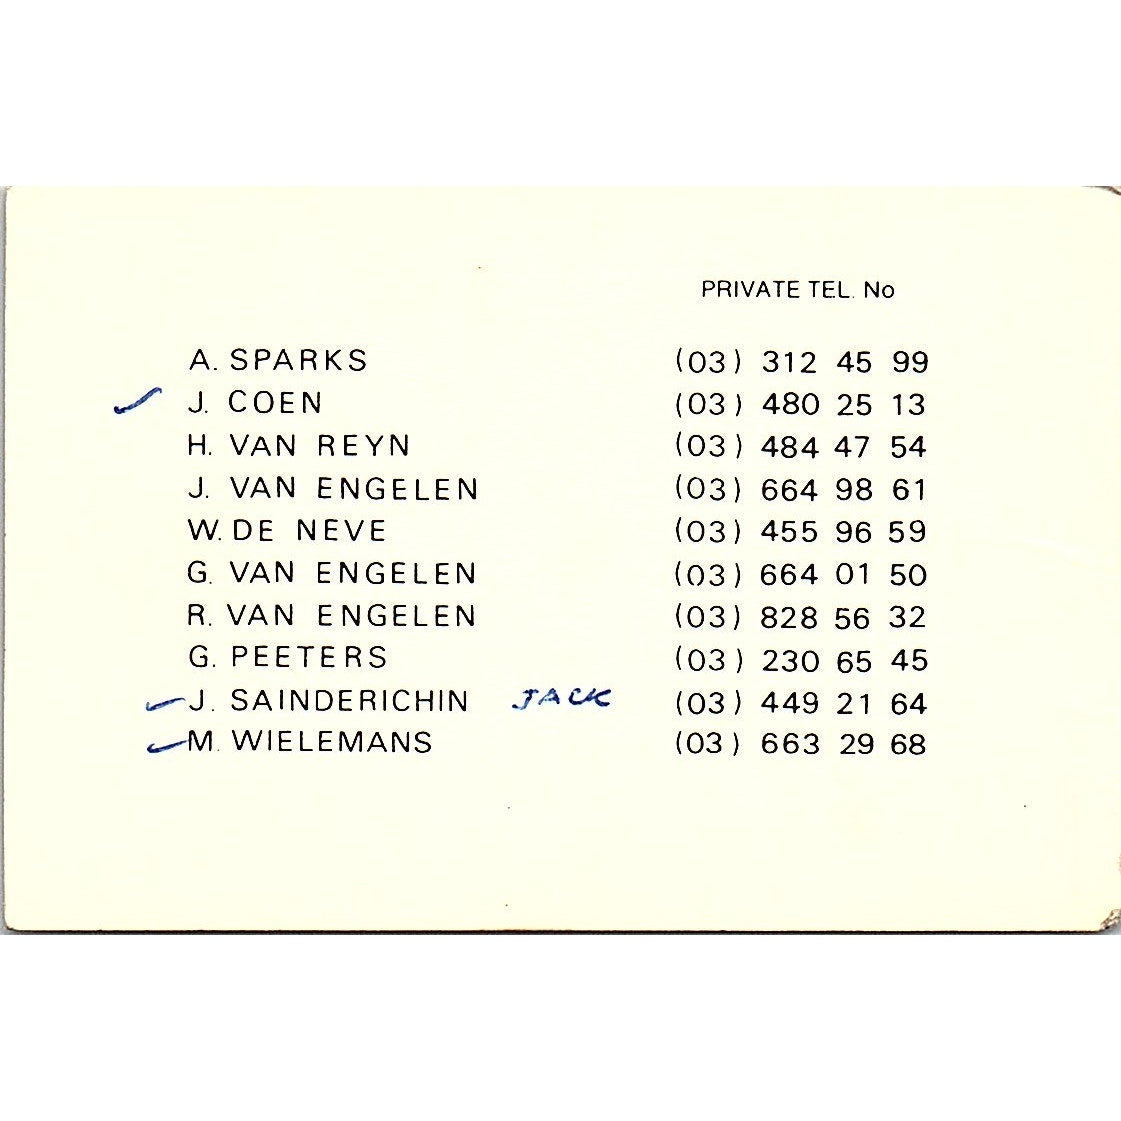 PRIVATE TEL. No
A. SPARKS (03) 312 45 99
J. COEN (03) 480 25 13
H. VAN REYN (03) 484 47 54
J. VAN ENGELEN (03) 664 98 61
W. DE NEVE (03) 455 96 59
G. VAN ENGELEN (03) 664 01 50
R. VAN ENGELEN (03) 828 56 32
G. PEETERS (03) 230 65 45
J. SAINDERICHIN JACK (03) 449 21 64
M. WIELEMANS (03) 663 29 68